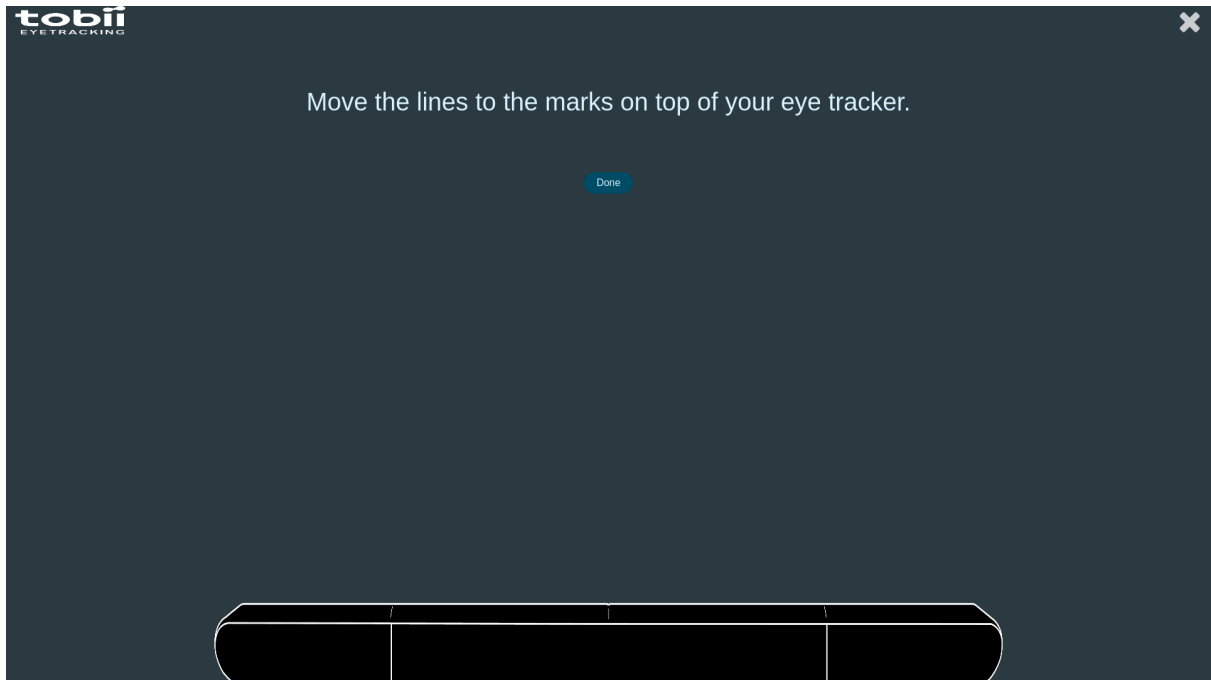 tobii
EYETRACKING
Move the lines to the marks on top of your eye tracker.
Done